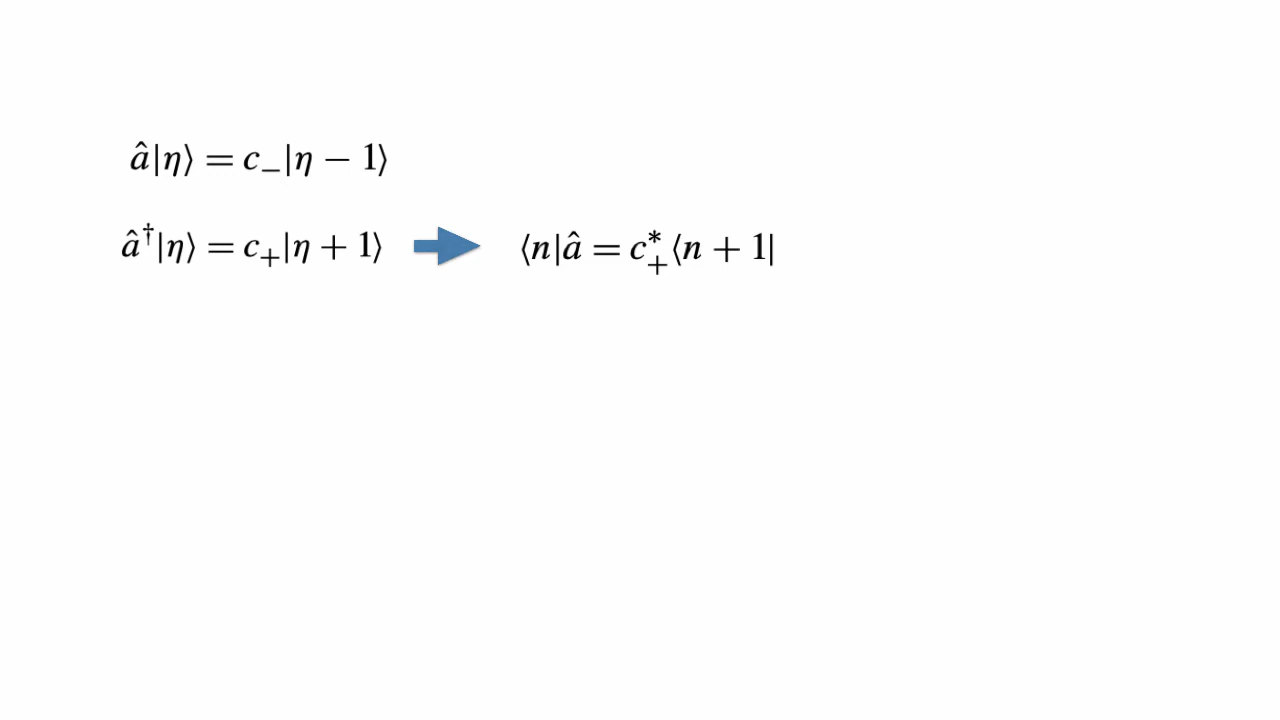 â|η⟩ = c₋|η − 1⟩
â†|η⟩ = c₊|η + 1⟩ ⟨n|â = c₊*⟨n + 1|